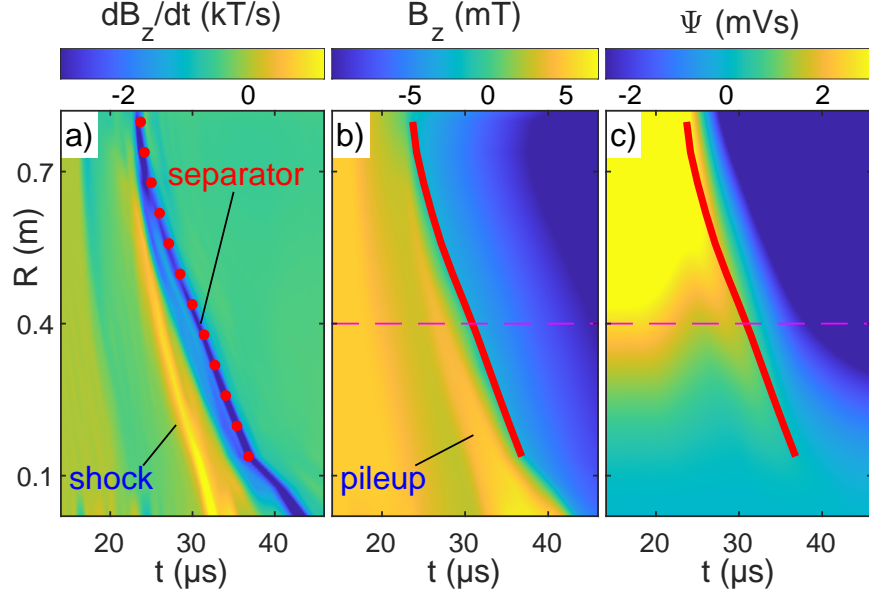 dB_z/dt (kT/s)
B_z (mT)
Ψ (mVs)
-2 0
-5 0 5
-2 0 2
a)
b)
c)
separator
shock
pileup
R (m)
0.7
0.4
0.1
20 30 40
20 30 40
20 30 40
t (μs)
t (μs)
t (μs)